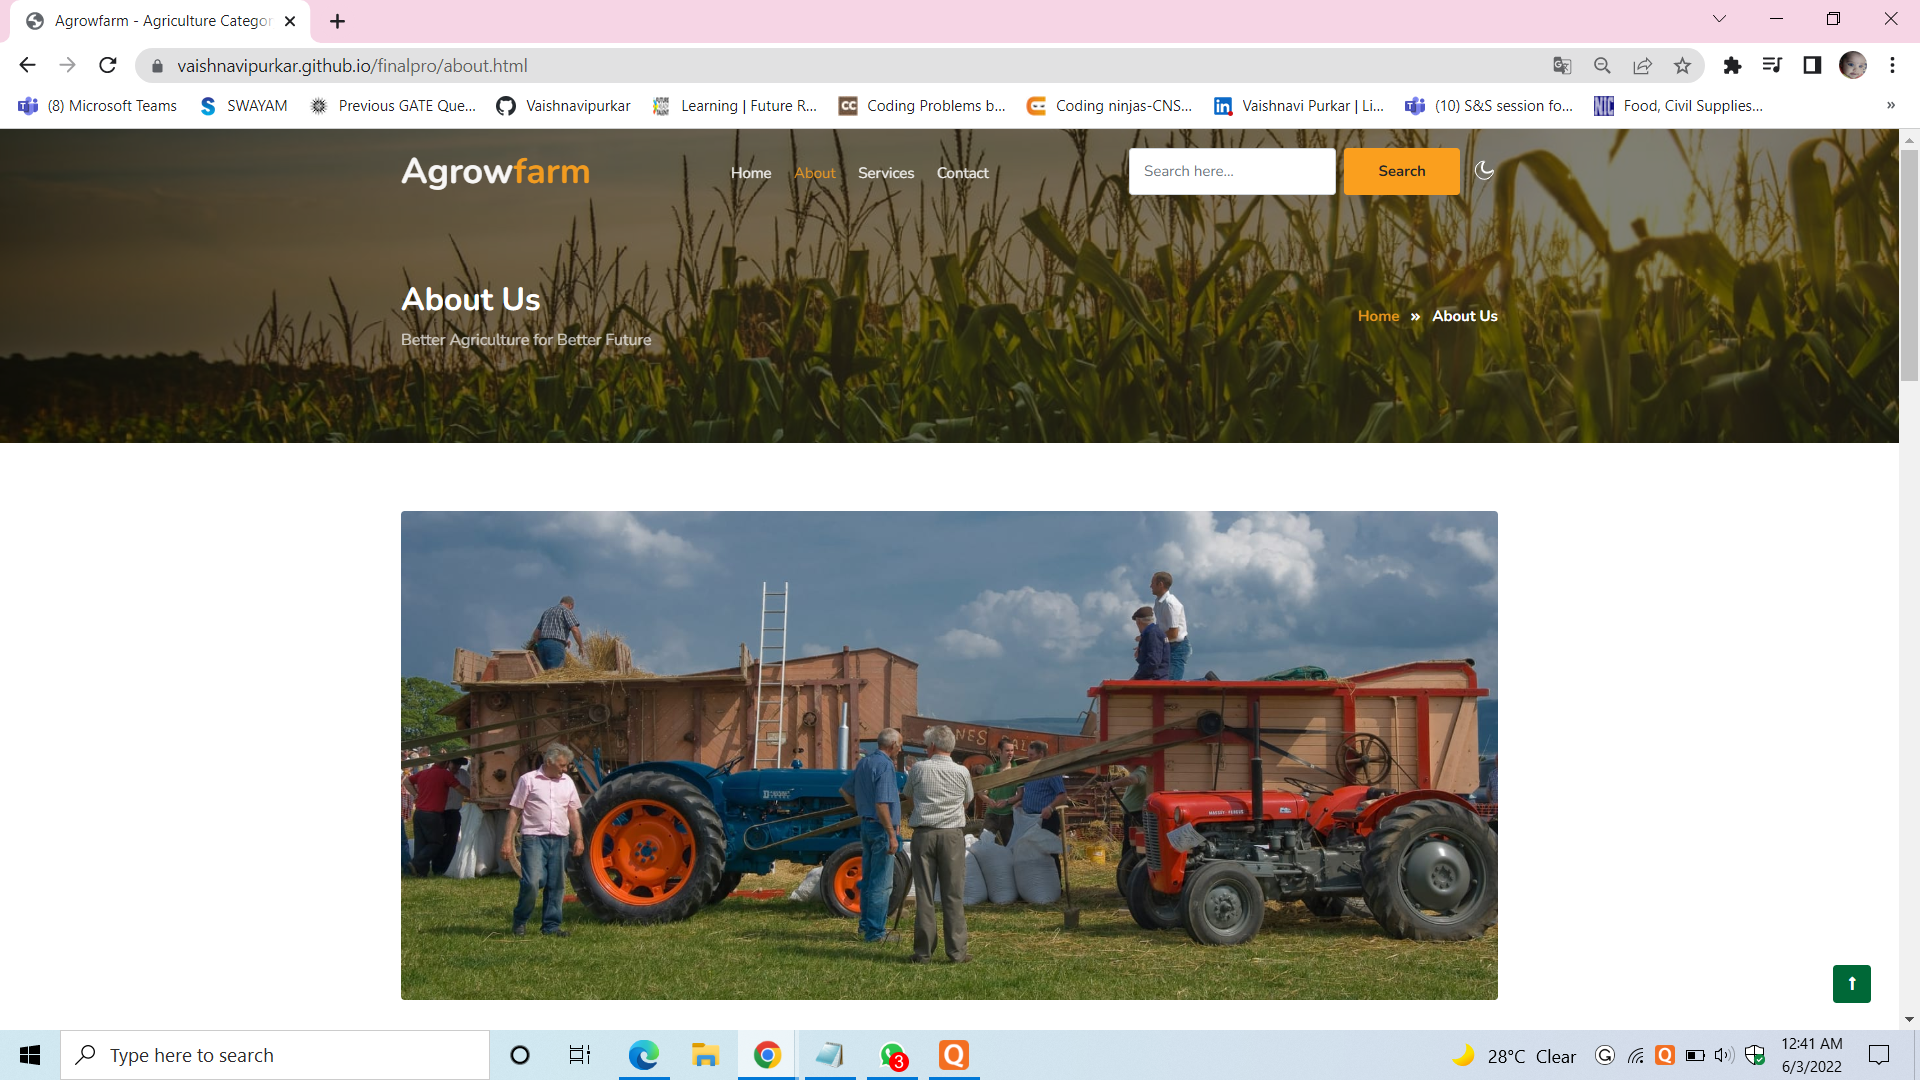 Agrowfarm - Agriculture Categor
vaishnavipurkar.github.io/finalpro/about.html
(8) Microsoft Teams
SWAYAM
Previous GATE Que...
Vaishnavipurkar
Learning | Future R...
Coding Problems b...
Coding ninjas-CNS...
Vaishnavi Purkar | Li...
(10) S&S session fo...
Food, Civil Supplies...
»
Agrowfarm
Home
About
Services
Contact
Search here...
Search
About Us
Better Agriculture for Better Future
Home » About Us
Type here to search
3
28°C Clear
12:41 AM
6/3/2022